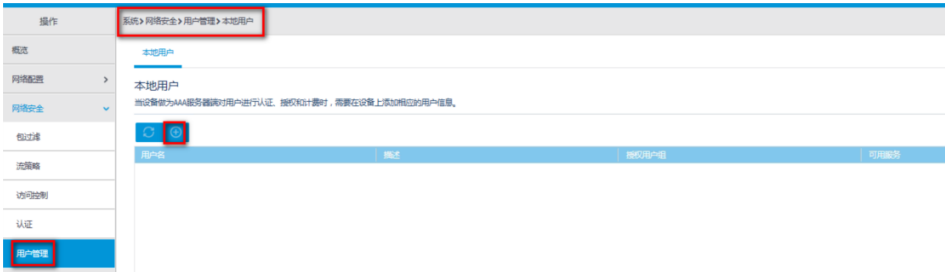 操作
系统>网络安全>用户管理>本地用户
概览
本地用户
网络配置
本地用户
当设备做为AAA服务器端对用户进行认证、授权和计费时，需要在设备上添加相应的用户信息。
网络安全
包过滤
用户名 描述 授权用户组 可用服务
流策略
访问控制
认证
用户管理